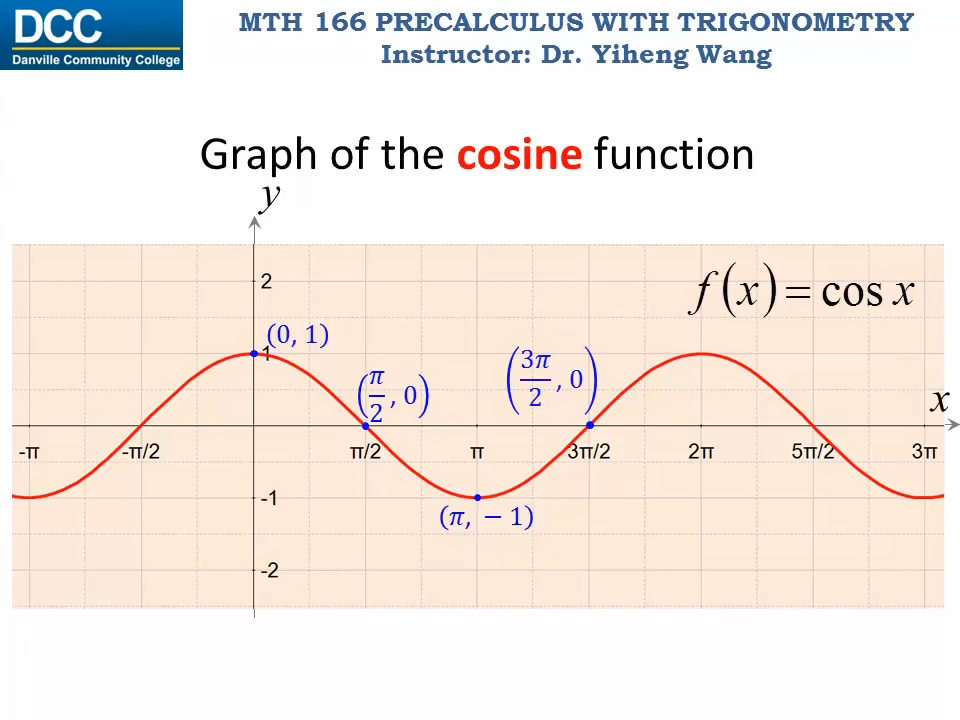 DCC
Danville Community College
MTH 166 PRECALCULUS WITH TRIGONOMETRY
Instructor: Dr. Yiheng Wang
Graph of the cosine function
y
2
f(x) = cos x
(0, 1)
1
(π/2, 0)
(3π/2, 0)
x
-π -π/2 π/2 π 3π/2 2π 5π/2 3π
-1
(π, −1)
-2